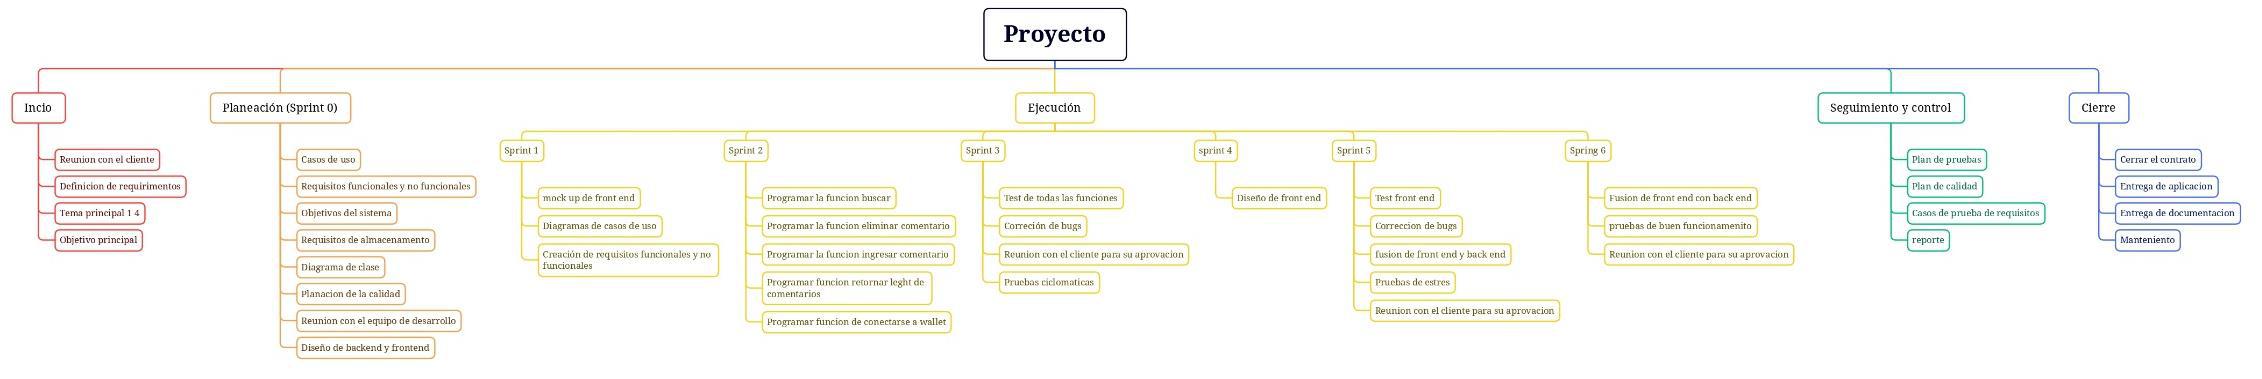 Proyecto
Incio
Reunion con el cliente
Definicion de requirimentos
Tema principal 1 4
Objetivo principal
Planeación (Sprint 0)
Casos de uso
Requisitos funcionales y no funcionales
Objetivos del sistema
Requisitos de almacenamento
Diagrama de clase
Planacion de la calidad
Reunion con el equipo de desarrollo
Diseño de backend y frontend
Ejecución
Sprint 1
mock up de front end
Diagramas de casos de uso
Creación de requisitos funcionales y no
funcionales
Sprint 2
Programar la funcion buscar
Programar la funcion eliminar comentario
Programar la funcion ingresar comentario
Programar funcion retornar leght de
comentarios
Programar funcion de conectarse a wallet
Sprint 3
Test de todas las funciones
Correción de bugs
Reunion con el cliente para su aprovacion
Pruebas ciclomaticas
sprint 4
Diseño de front end
Sprint 5
Test front end
Correccion de bugs
fusion de front end y back end
Pruebas de estres
Reunion con el cliente para su aprovacion
Spring 6
Fusion de front end con back end
pruebas de buen funcionamenito
Reunion con el cliente para su aprovacion
Seguimiento y control
Plan de pruebas
Plan de calidad
Casos de prueba de requisitos
reporte
Cierre
Cerrar el contrato
Entrega de aplicacion
Entrega de documentacion
Manteniento